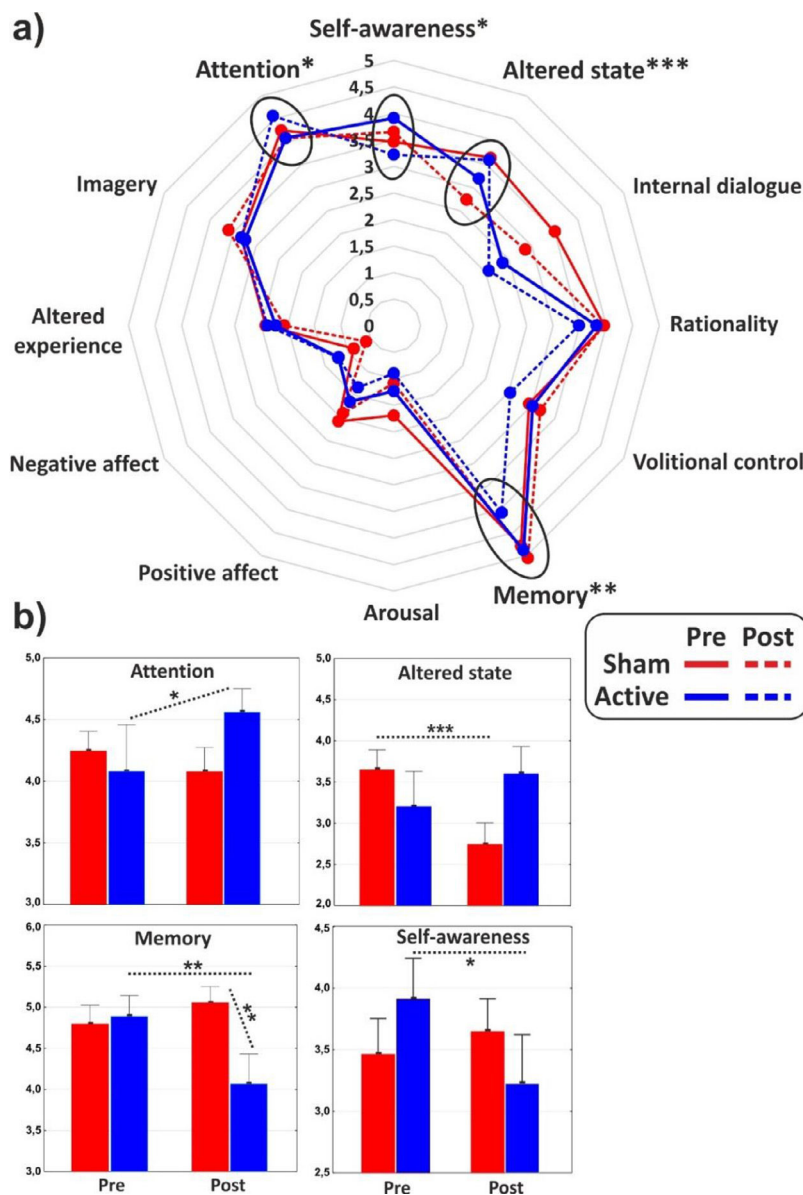 a)
Self-awareness*
Attention*
Altered state***
5
4,5
4
3,5
3
2,5
2
1,5
1
0,5
0
Imagery
Internal dialogue
Altered
experience
Rationality
Negative affect
Volitional control
Positive affect
Memory**
Arousal
b)
Pre Post
Sham
Active
Attention
5,0
4,5
4,0
3,5
3,0
*
Altered state
5,0
4,5
4,0
3,5
3,0
2,5
2,0
***
Memory
6,0
5,5
5,0
4,5
4,0
3,5
3,0
**
**
Pre Post
Self-awareness
4,5
4,0
3,5
3,0
2,5
*
Pre Post